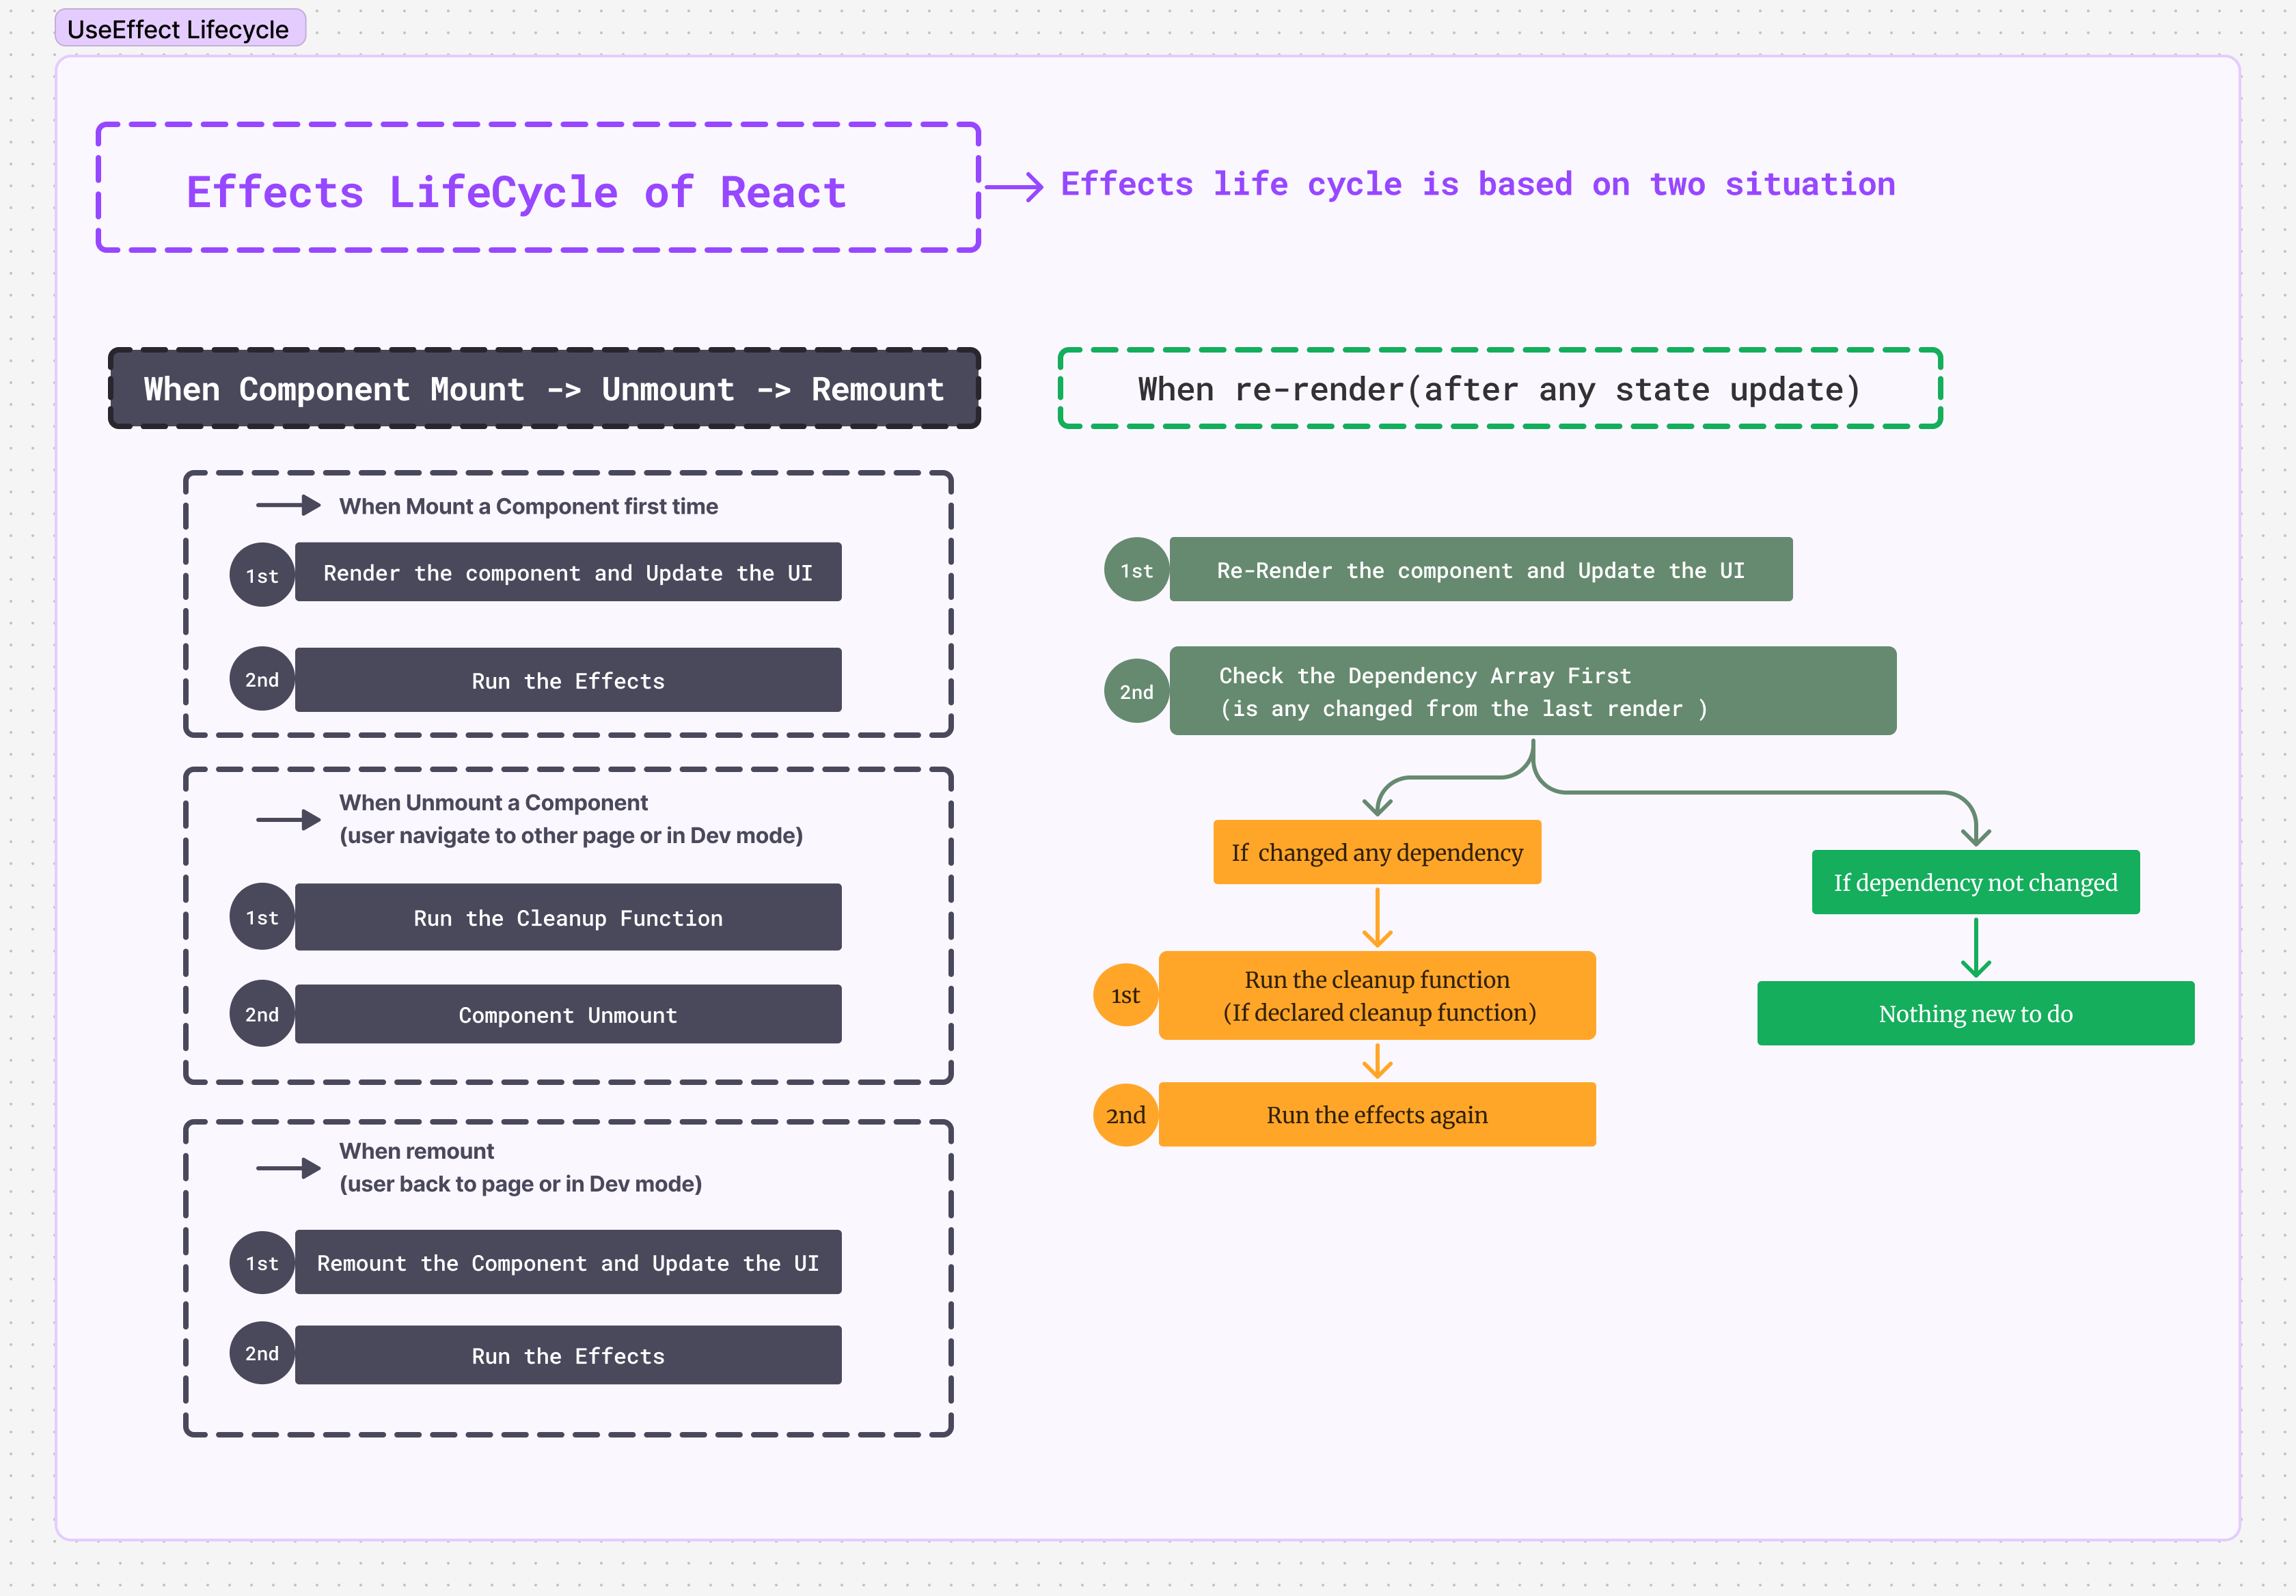 UseEffect Lifecycle
Effects LifeCycle of React
Effects life cycle is based on two situation
When Component Mount -> Unmount -> Remount
When Mount a Component first time
1st
Render the component and Update the UI
2nd
Run the Effects
When Unmount a Component
(user navigate to other page or in Dev mode)
1st
Run the Cleanup Function
2nd
Component Unmount
When remount
(user back to page or in Dev mode)
1st
Remount the Component and Update the UI
2nd
Run the Effects
When re-render(after any state update)
1st
Re-Render the component and Update the UI
2nd
Check the Dependency Array First
(is any changed from the last render )
If  changed any dependency
1st
Run the cleanup function
(If declared cleanup function)
2nd
Run the effects again
If dependency not changed
Nothing new to do